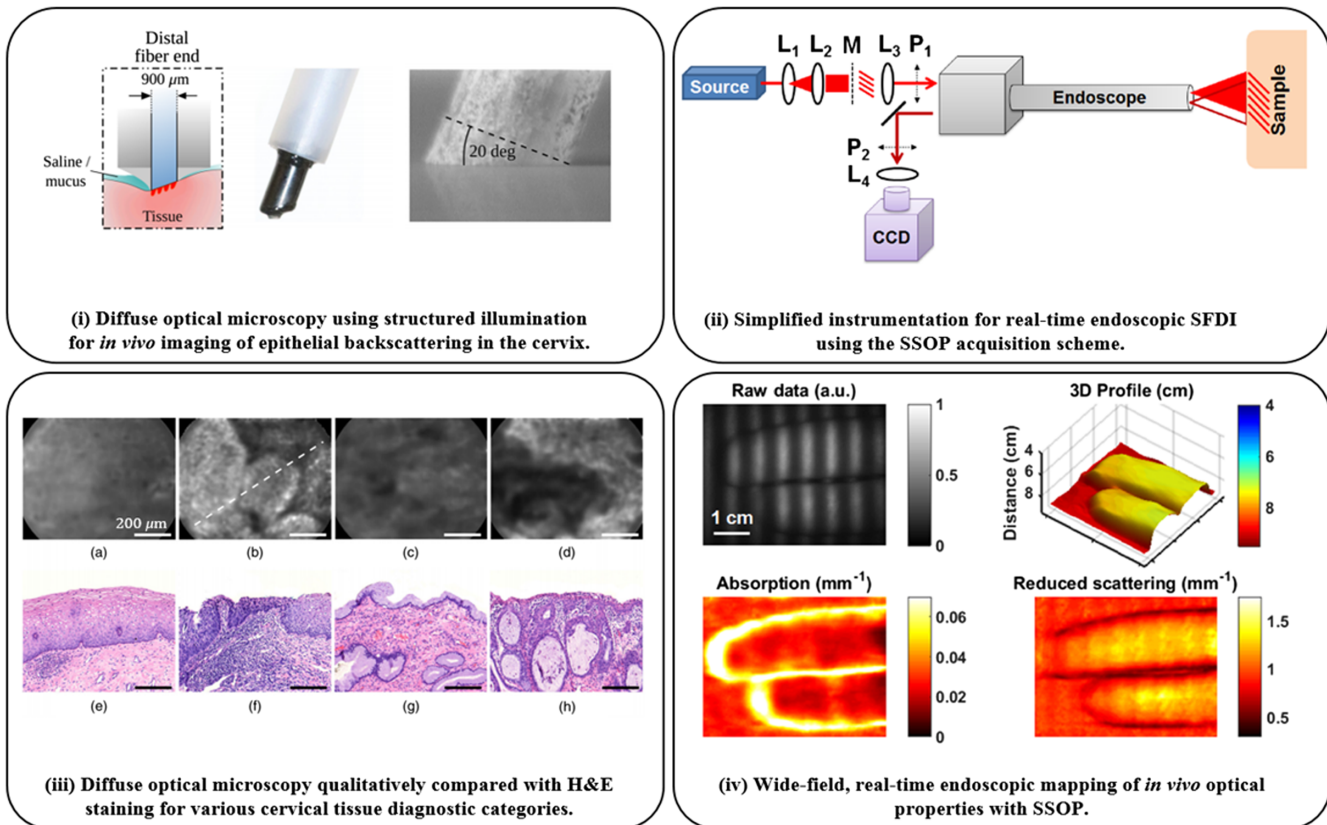 Distal
fiber end
900 μm
Saline /
mucus
Tissue
20 deg
(i) Diffuse optical microscopy using structured illumination
for in vivo imaging of epithelial backscattering in the cervix.
Source
L1
L2
M
L3
P1
P2
L4
CCD
Endoscope
Sample
(ii) Simplified instrumentation for real-time endoscopic SFDI
using the SSOP acquisition scheme.
200 μm
(a)
(b)
(c)
(d)
(e)
(f)
(g)
(h)
(iii) Diffuse optical microscopy qualitatively compared with H&E
staining for various cervical tissue diagnostic categories.
Raw data (a.u.)
1 cm
1
0.5
0
3D Profile (cm)
Distance (cm)
4
6
8
4
6
8
Absorption (mm⁻¹)
0.06
0.04
0.02
0
Reduced scattering (mm⁻¹)
1.5
1
0.5
(iv) Wide-field, real-time endoscopic mapping of in vivo optical
properties with SSOP.